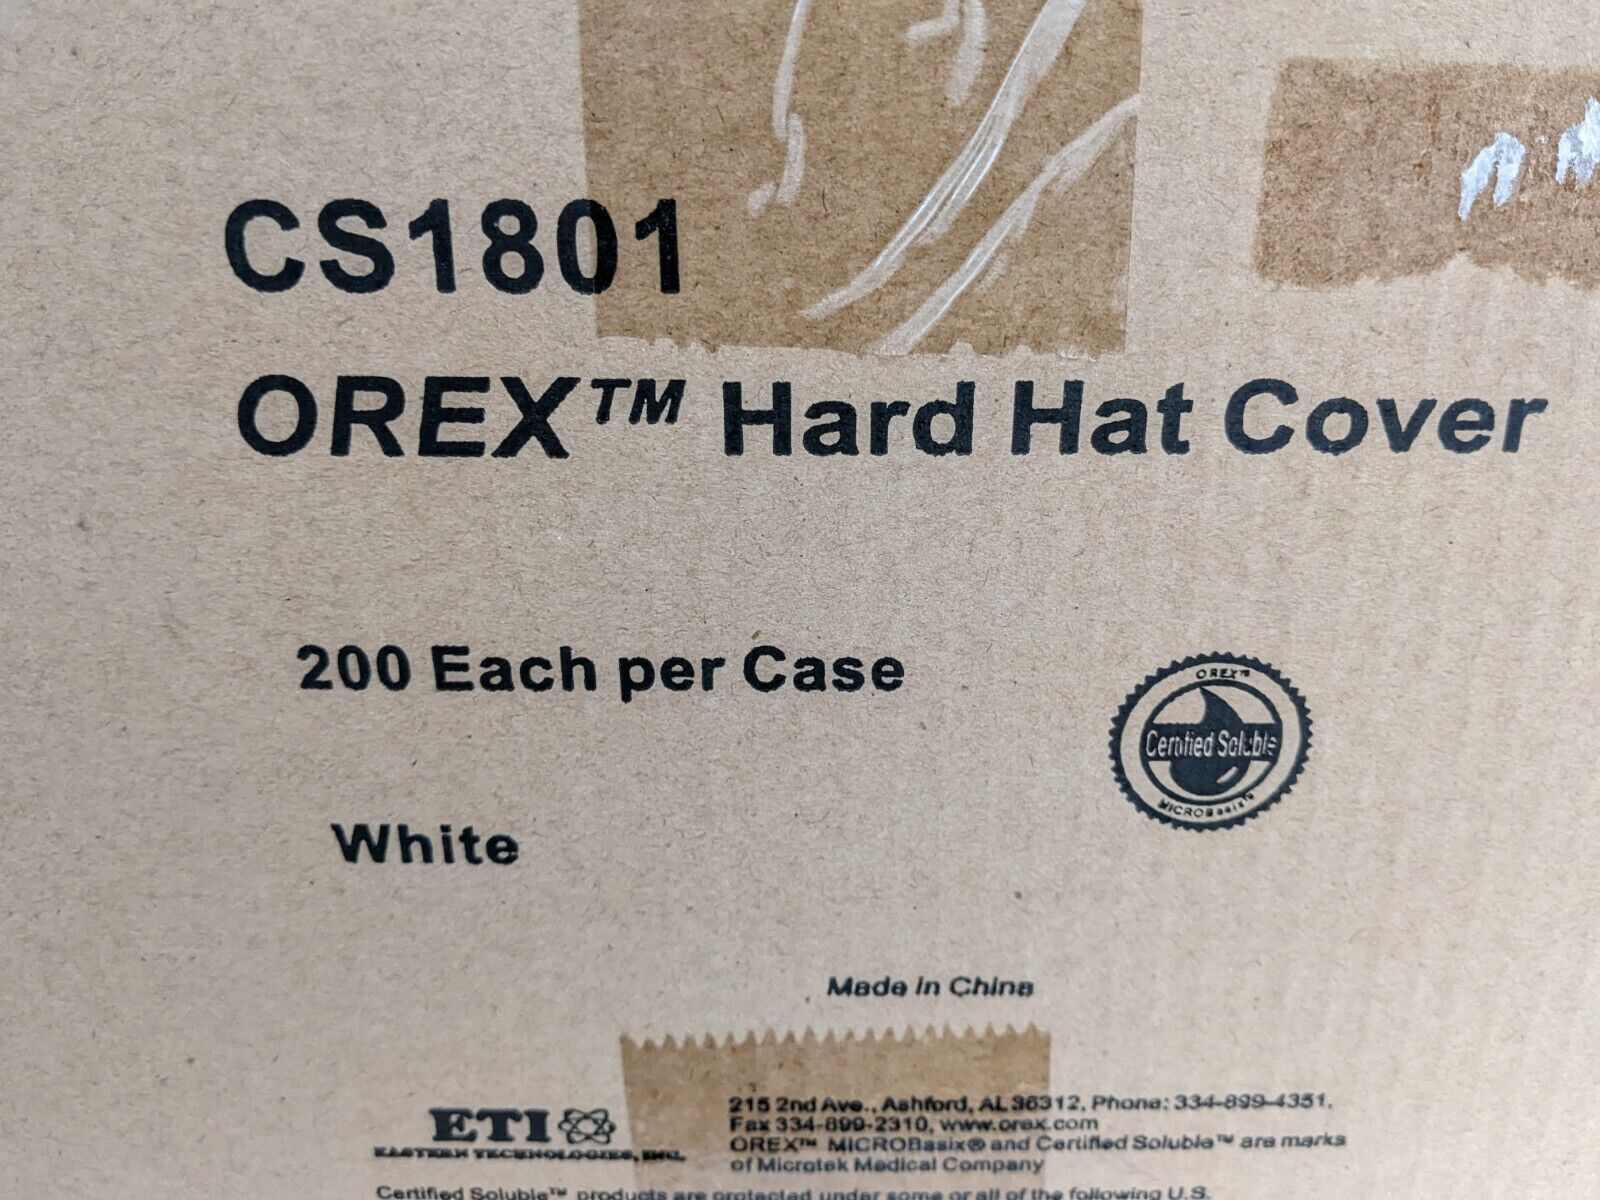 CS1801
OREX™ Hard Hat Cover
200 Each per Case
OREX™
Certified Soluble
MICROBasix™
White
Made in China
ETI
EASTERN TECHNOLOGIES, INC.
215 2nd Ave., Ashford, AL 36312, Phone: 334-899-4351,
Fax 334-899-2310, www.orex.com
OREX™ MICROBasix® and Certified Soluble™ are marks
of Microtek Medical Company
Certified Soluble™ products are protected under some or all of the following U.S.